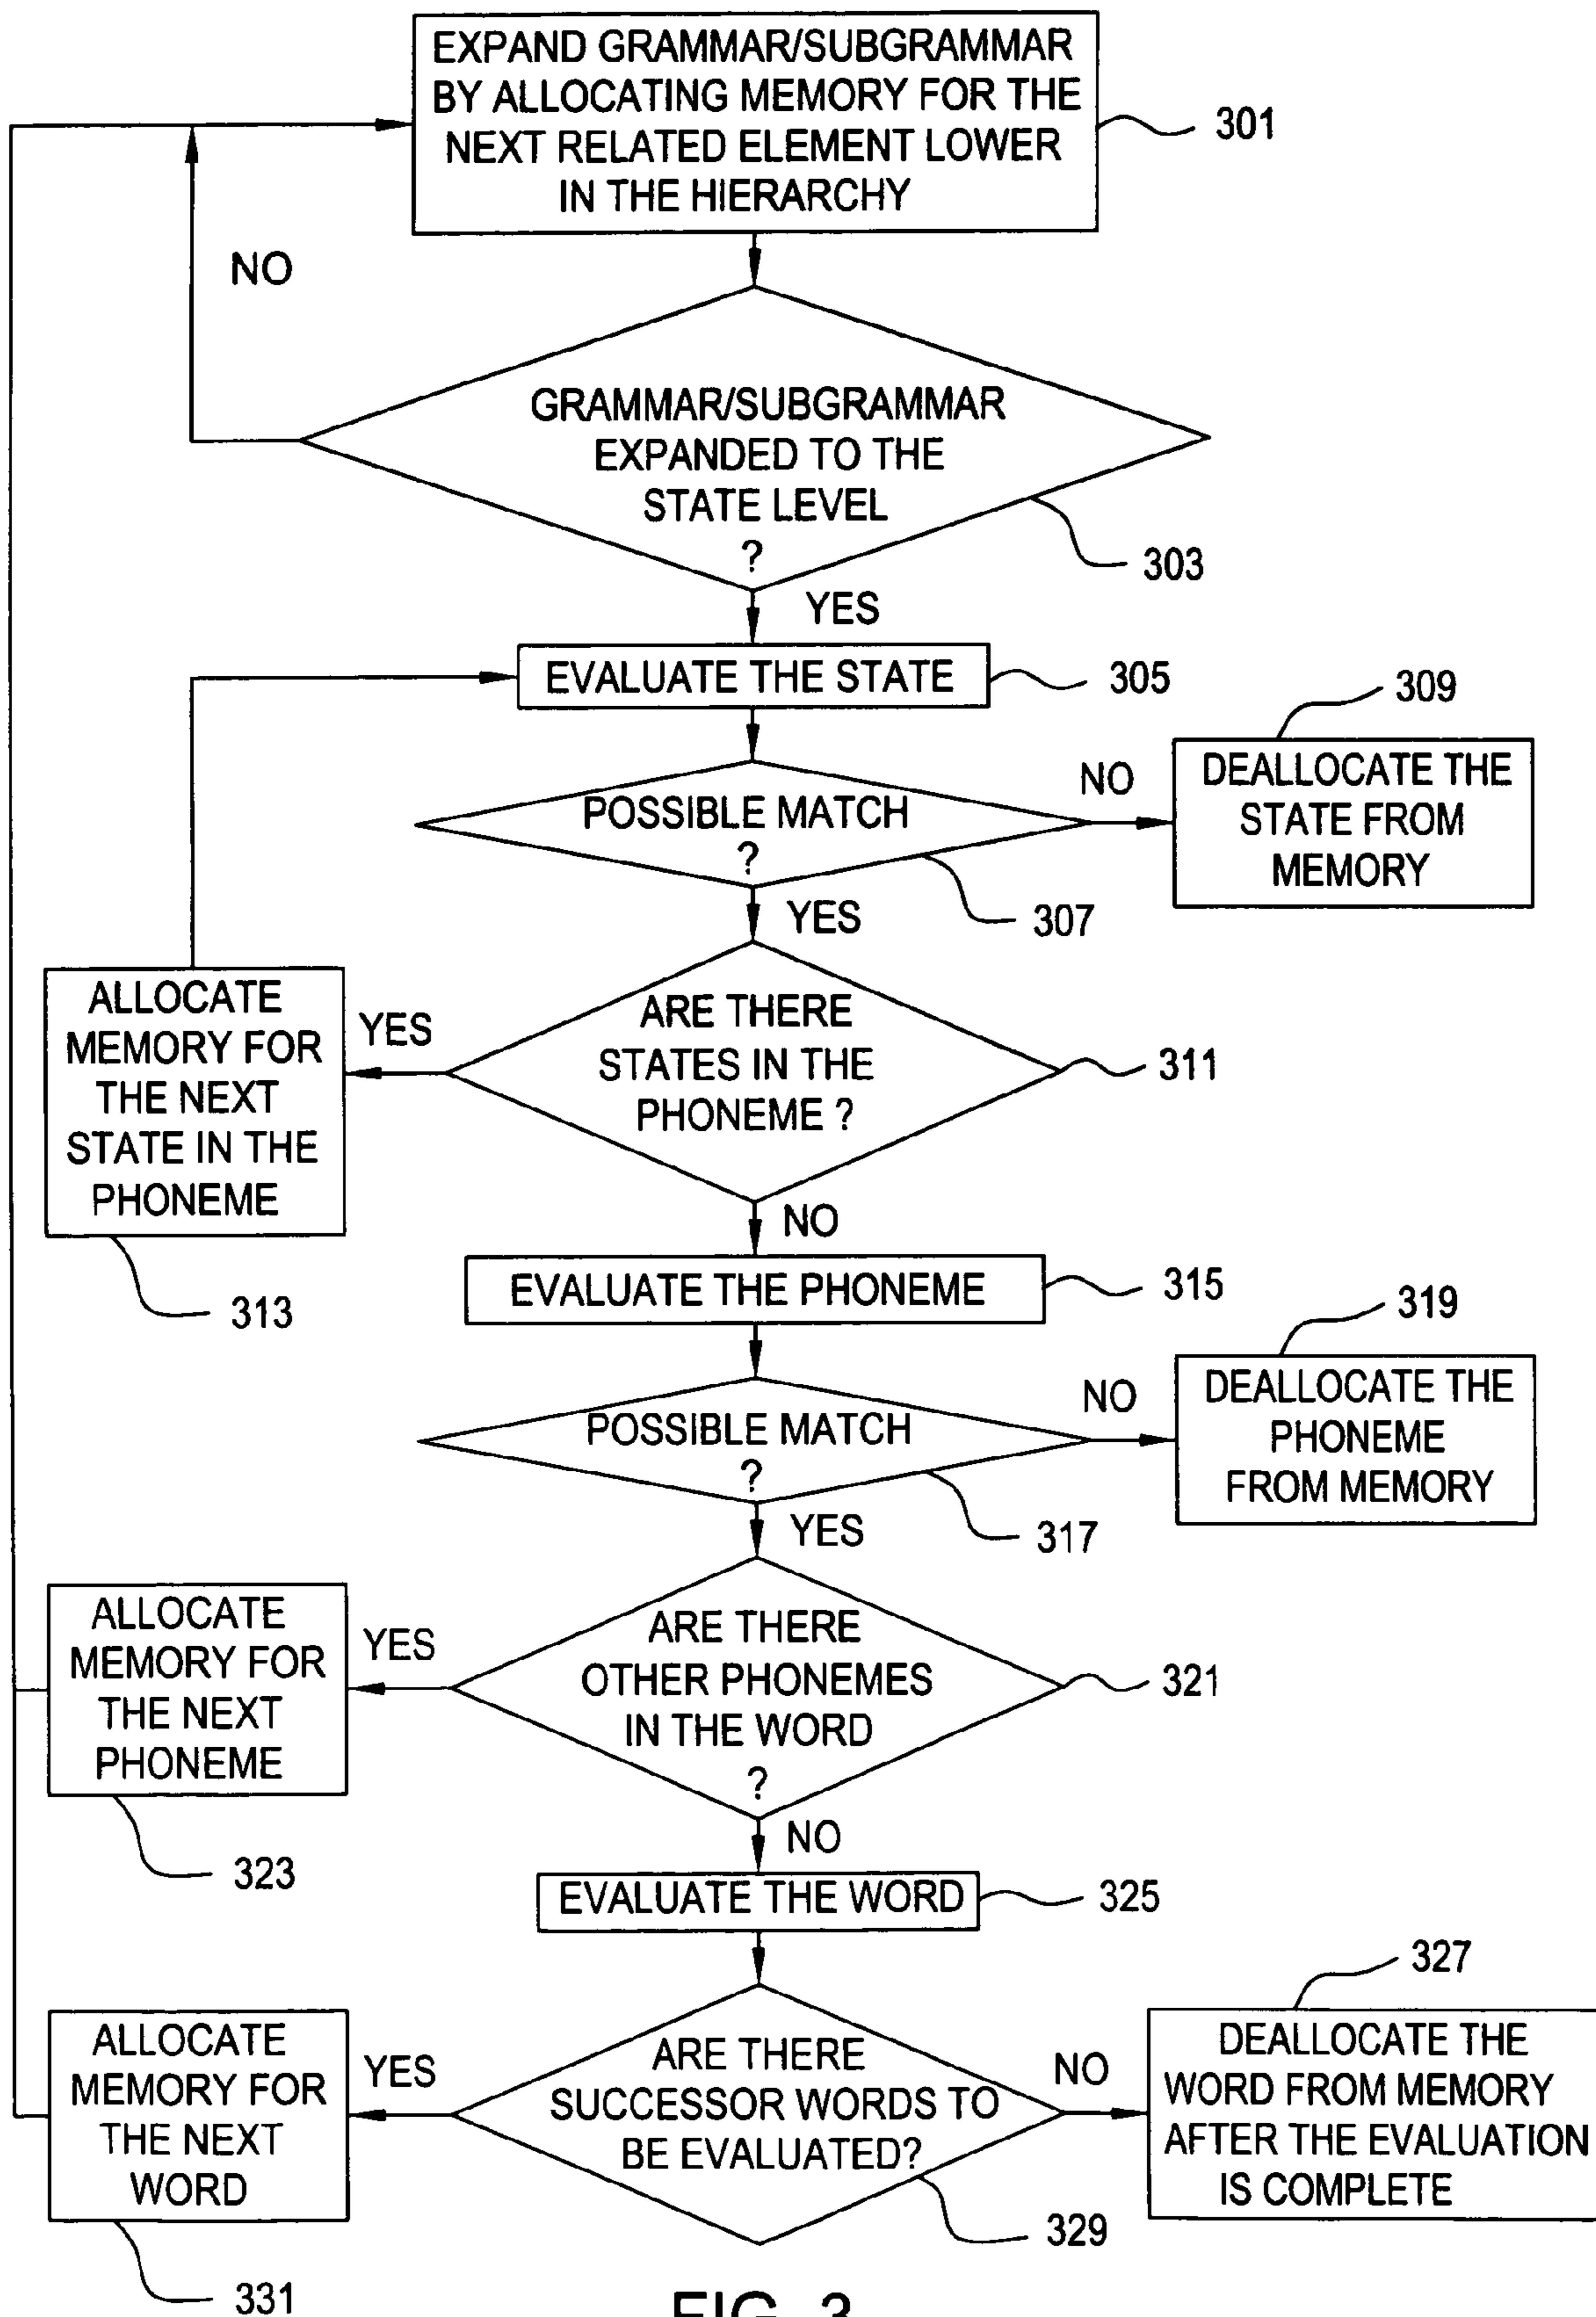 EXPAND GRAMMAR/SUBGRAMMAR
BY ALLOCATING MEMORY FOR THE
NEXT RELATED ELEMENT LOWER
IN THE HIERARCHY
301
NO
GRAMMAR/SUBGRAMMAR
EXPANDED TO THE
STATE LEVEL
?
303
YES
EVALUATE THE STATE
305
309
POSSIBLE MATCH
?
307
NO
DEALLOCATE THE
STATE FROM
MEMORY
YES
ARE THERE
STATES IN THE
PHONEME ?
311
YES
ALLOCATE
MEMORY FOR
THE NEXT
STATE IN THE
PHONEME
313
NO
EVALUATE THE PHONEME
315
319
POSSIBLE MATCH
?
317
NO
DEALLOCATE THE
PHONEME
FROM MEMORY
YES
ARE THERE
OTHER PHONEMES
IN THE WORD
?
321
YES
ALLOCATE
MEMORY FOR
THE NEXT
PHONEME
323
NO
EVALUATE THE WORD
325
327
ARE THERE
SUCCESSOR WORDS TO
BE EVALUATED?
329
NO
DEALLOCATE THE
WORD FROM MEMORY
AFTER THE EVALUATION
IS COMPLETE
YES
ALLOCATE
MEMORY FOR
THE NEXT
WORD
331
FIG. 3